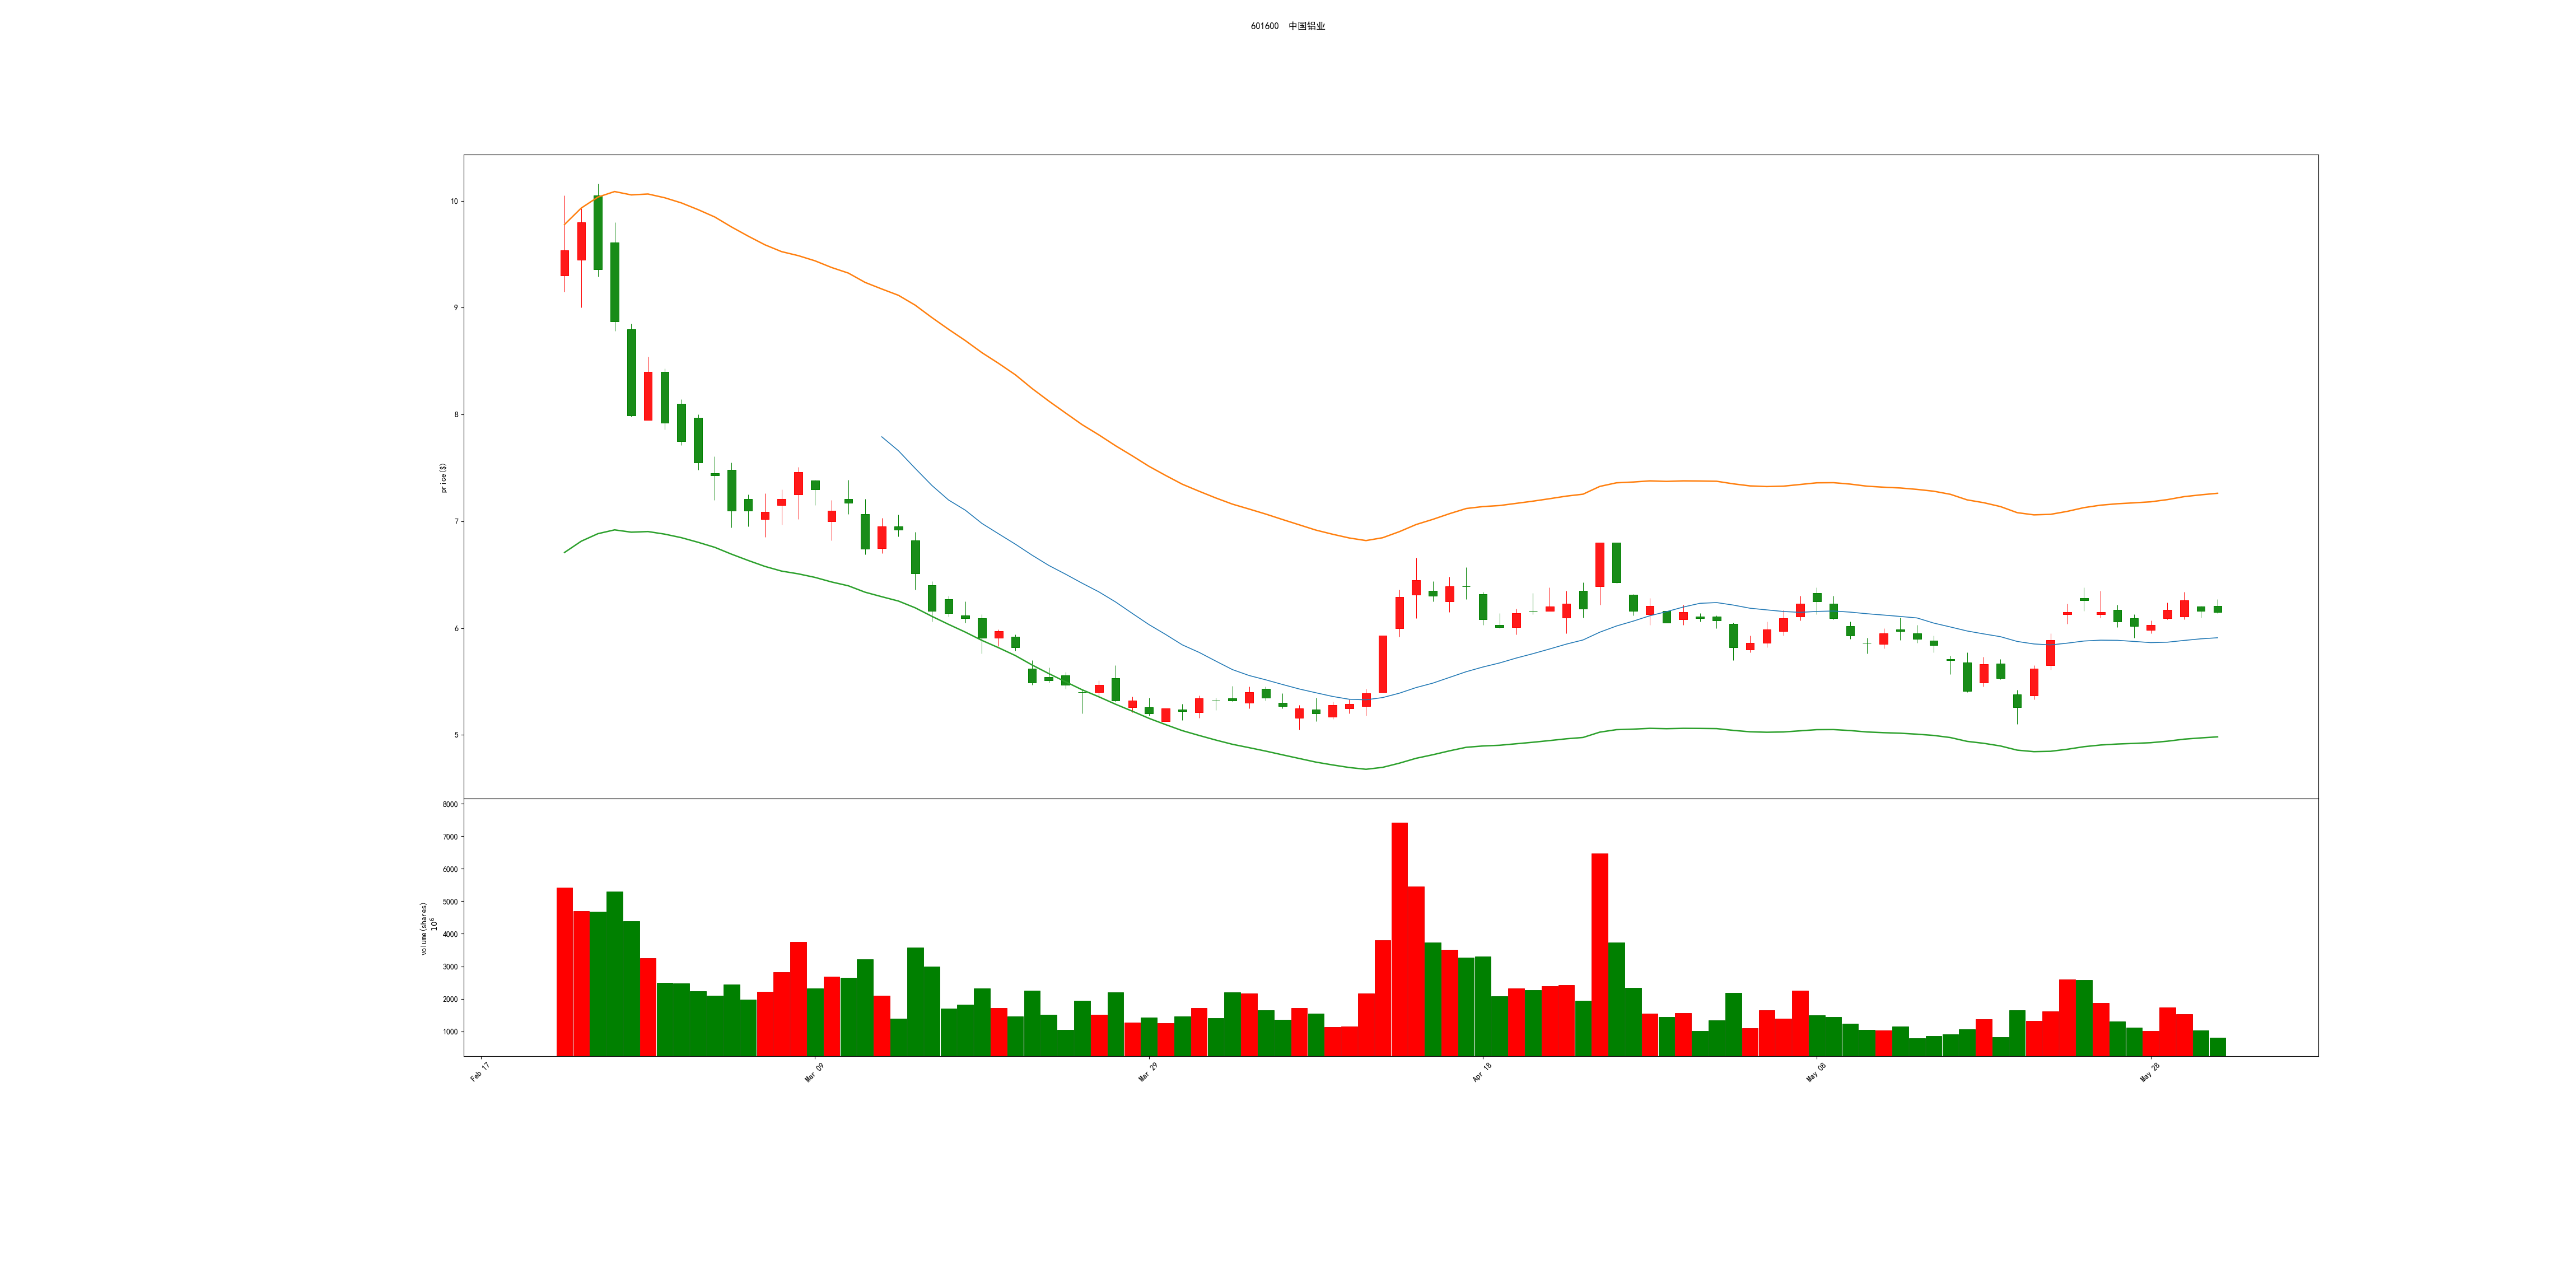 601600 中国铝业
10
9
8
7
6
5
price($)
8000
7000
6000
5000
4000
3000
2000
1000
volume(shares)
10⁶
Feb 17
Mar 09
Mar 29
Apr 18
May 08
May 28